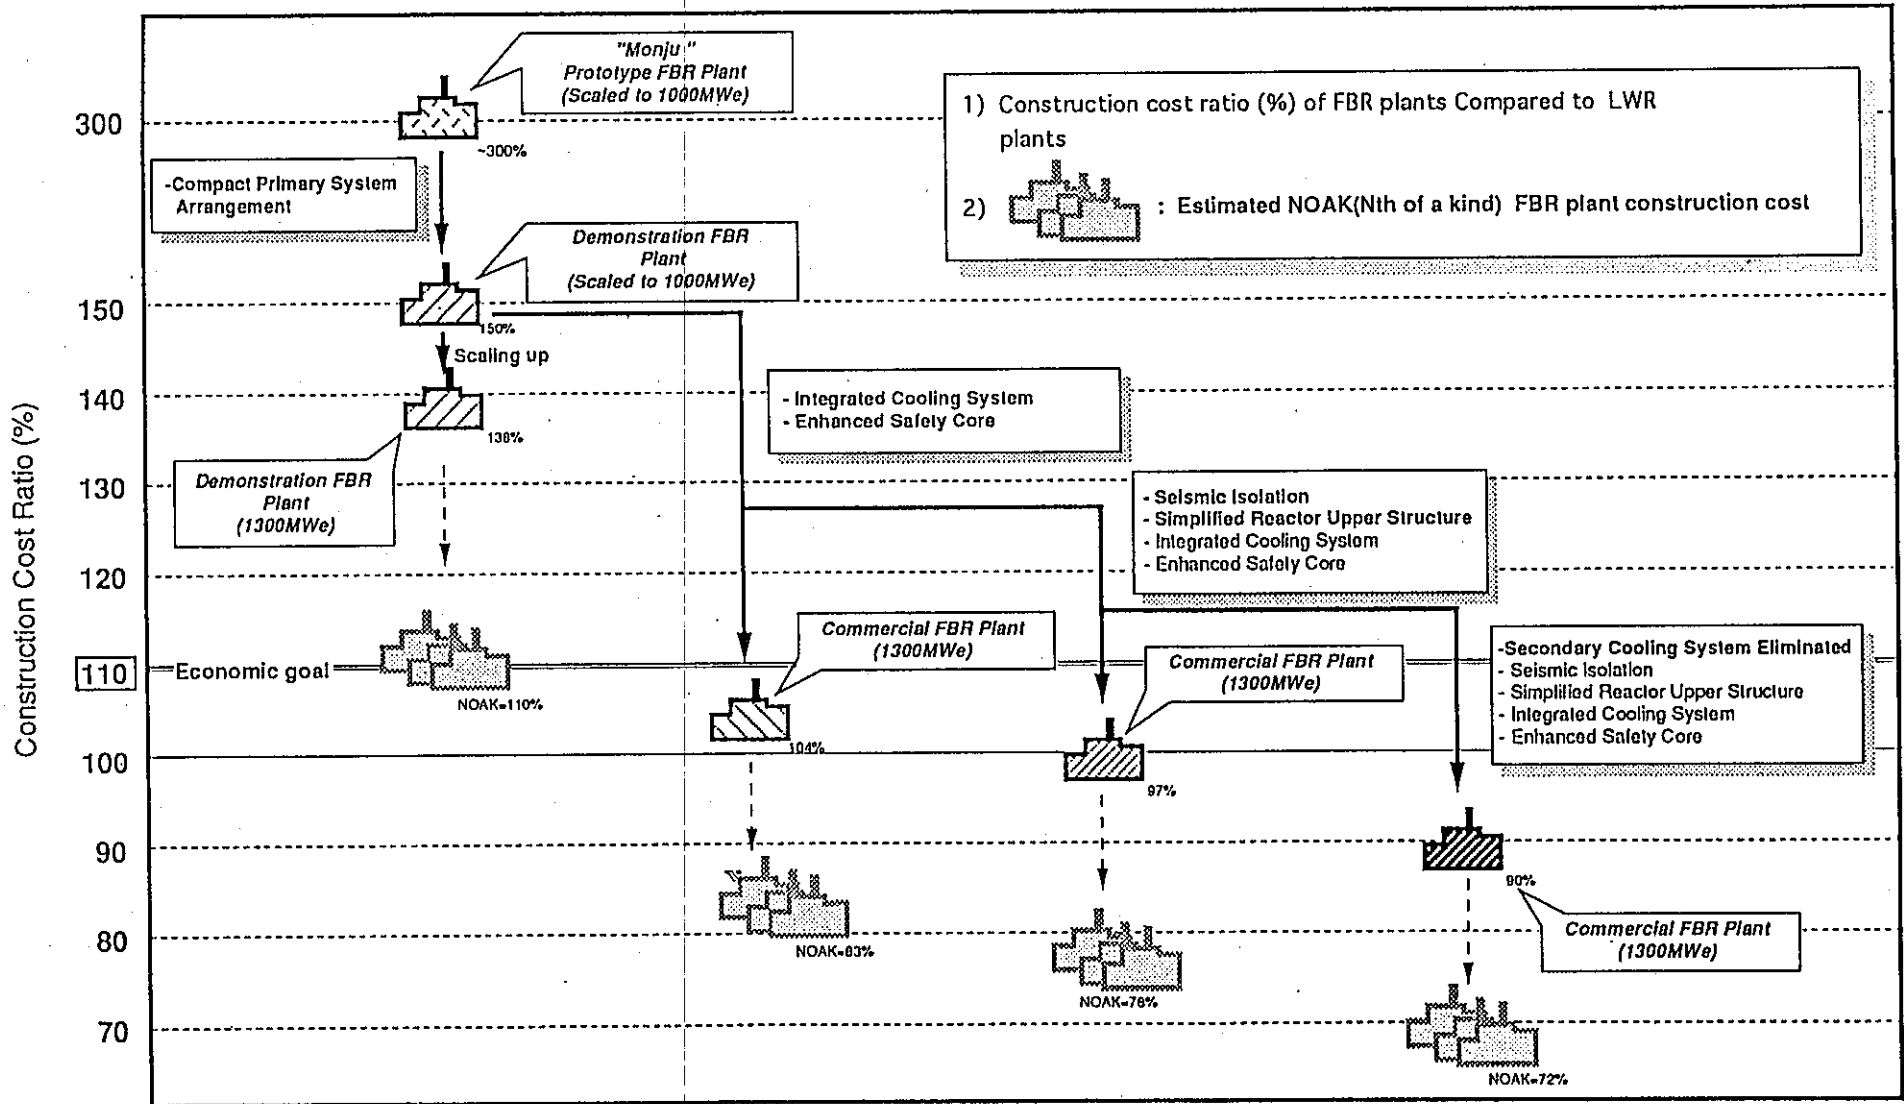 "Monju"
Prototype FBR Plant
(Scaled to 1000MWe)
1) Construction cost ratio (%) of FBR plants Compared to LWR
plants
2) : Estimated NOAK(Nth of a kind) FBR plant construction cost
300
~300%
-Compact Primary System
Arrangement
Demonstration FBR
Plant
(Scaled to 1000MWe)
150
150%
Scaling up
140
138%
- Integrated Cooling System
- Enhanced Safety Core
Construction Cost Ratio (%)
130
Demonstration FBR
Plant
(1300MWe)
- Seismic Isolation
- Simplified Reactor Upper Structure
- Integrated Cooling System
- Enhanced Safety Core
120
Commercial FBR Plant
(1300MWe)
110
Economic goal
NOAK=110%
Commercial FBR Plant
(1300MWe)
-Secondary Cooling System Eliminated
- Seismic Isolation
- Simplified Reactor Upper Structure
- Integrated Cooling System
- Enhanced Safety Core
104%
100
97%
90
90%
Commercial FBR Plant
(1300MWe)
80
NOAK=83%
NOAK=78%
70
NOAK=72%